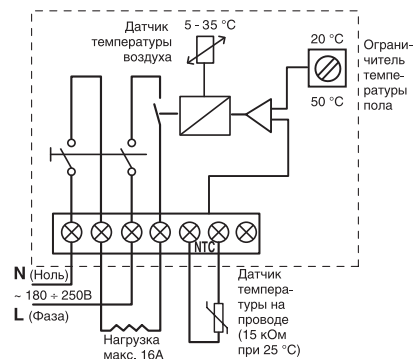 Датчик
температуры
воздуха
5 - 35 °C
20 °C
50 °C
Ограни-
читель
темпе-
ратуры
пола
NTC
N (Ноль)
~ 180 ÷ 250В
L (Фаза)
Нагрузка
макс. 16А
Датчик
темпера-
туры на
проводе
(15 кОм
при 25 °C)